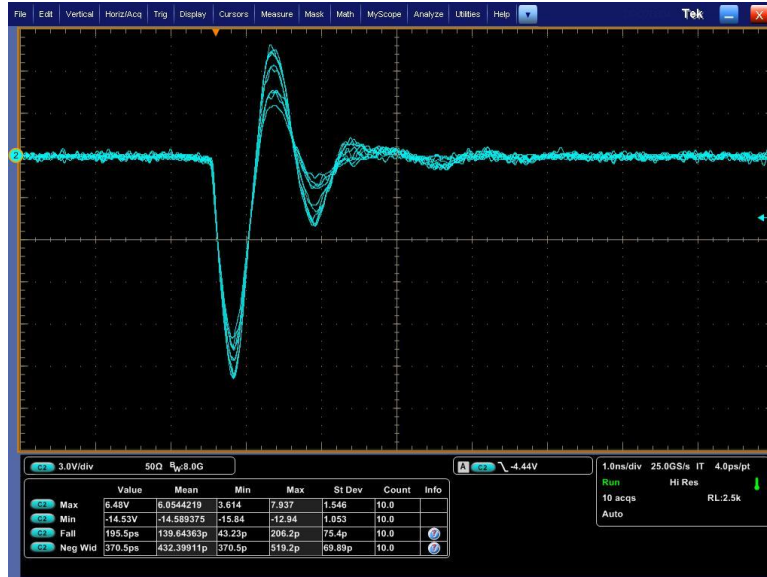 File Edit Vertical Horiz/Acq Trig Display Cursors Measure Mask Math MyScope Analyze Utilities Help Tek X
2
C2 3.0V/div 50Ω BW:8.0G
A C2 -4.44V
1.0ns/div 25.0GS/s IT 4.0ps/pt
Run Hi Res
10 acqs RL:2.5k
Auto
Value Mean Min Max St Dev Count Info
C2 Max 6.48V 6.0544219 3.614 7.937 1.546 10.0
C2 Min -14.53V -14.589375 -15.84 -12.94 1.053 10.0
C2 Fall 195.5ps 139.64363p 43.23p 206.2p 75.4p 10.0
C2 Neg Wid 370.5ps 432.39911p 370.5p 519.2p 69.89p 10.0